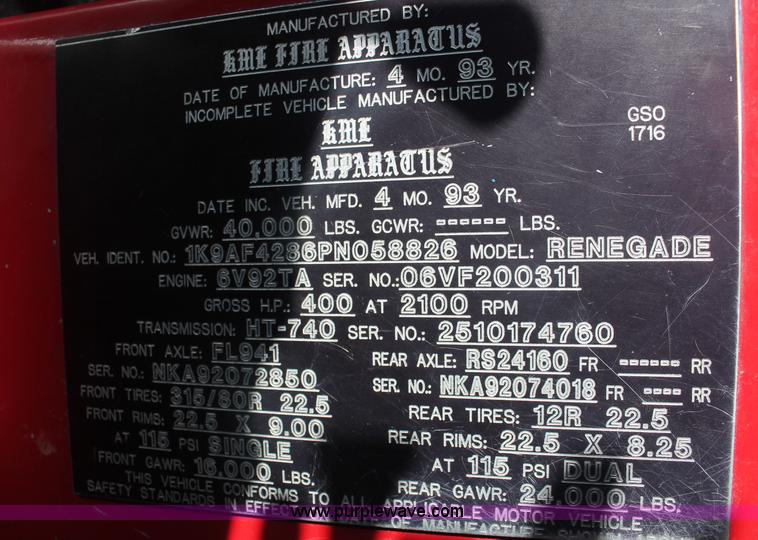 MANUFACTURED BY:
KME FIRE APPARATUS
DATE OF MANUFACTURE: 4 MO. 93 YR.
INCOMPLETE VEHICLE MANUFACTURED BY:
GSO
1716
KME
FIRE APPARATUS
DATE INC. VEH. MFD. 4 MO. 93 YR.
GVWR: 40,000 LBS. GCWR: ------ LBS.
VEH. IDENT. NO.: 1K9AF4286PN058826 MODEL: RENEGADE
ENGINE: 6V92TA SER. NO.: 06VF200311
GROSS H.P.: 400 AT 2100 RPM
TRANSMISSION: HT-740 SER. NO.: 2510174760
FRONT AXLE: FL941 REAR AXLE: RS24160 FR ------ RR
SER. NO.: NKA92072850 SER. NO.: NKA92074018 FR ---- RR
FRONT TIRES: 315/80R 22.5 REAR TIRES: 12R 22.5
FRONT RIMS: 22.5 X 9.00 REAR RIMS: 22.5 X 8.25
AT 115 PSI SINGLE AT 115 PSI DUAL
FRONT GAWR: 16,000 LBS. REAR GAWR: 24,000 LBS.
THIS VEHICLE CONFORMS TO ALL APPLICABLE MOTOR VEHICLE
SAFETY STANDARDS IN EFFECT OF MANUFACTURE
www.purplewave.com